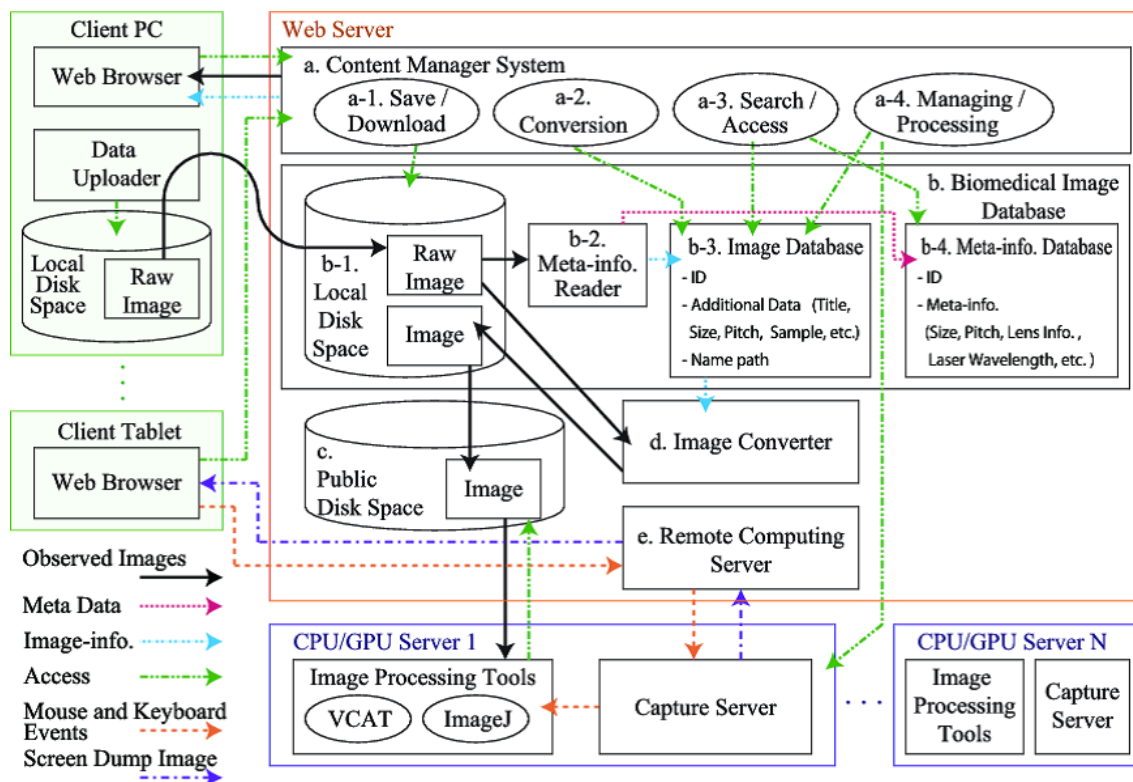 Client PC
Web Browser
Data
Uploader
Local
Disk
Space
Raw
Image
Client Tablet
Web Browser
Observed Images
Meta Data
Image-info.
Access
Mouse and Keyboard
Events
Screen Dump Image
Web Server
a. Content Manager System
a-1. Save /
Download
a-2.
Conversion
a-3. Search /
Access
a-4. Managing /
Processing
b. Biomedical Image
Database
b-1.
Local
Disk
Space
Raw
Image
Image
b-2.
Meta-info.
Reader
b-3. Image Database
- ID
- Additional Data (Title,
Size, Pitch, Sample, etc.)
- Name path
b-4. Meta-info. Database
- ID
- Meta-info.
(Size, Pitch, Lens Info.,
Laser Wavelength, etc.)
c.
Public
Disk Space
Image
d. Image Converter
e. Remote Computing
Server
CPU/GPU Server 1
Image Processing Tools
VCAT
ImageJ
Capture Server
CPU/GPU Server N
Image
Processing
Tools
Capture
Server